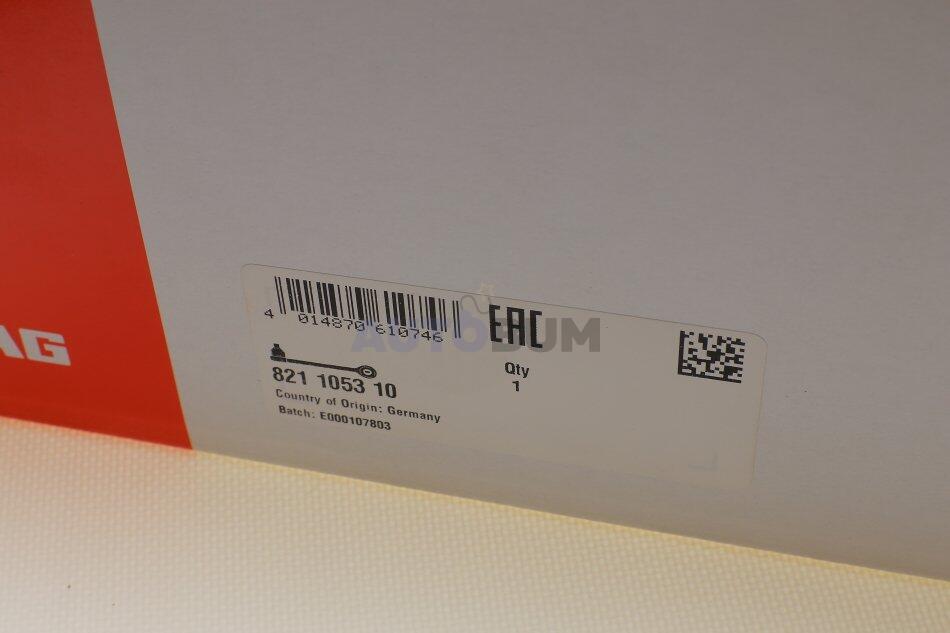 AG
4 014870 610746
EAC
AUTODUM
821 1053 10
Qty
1
Country of Origin: Germany
Batch: E000107803